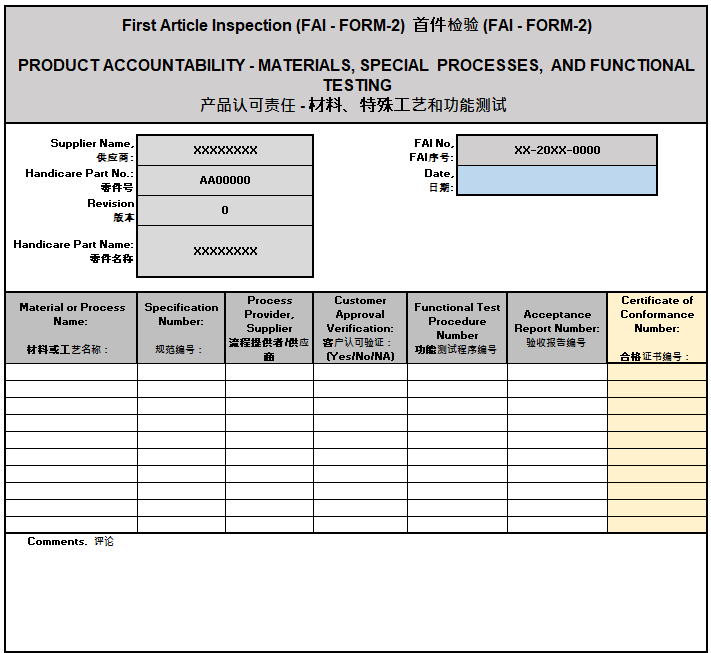 First Article Inspection (FAI - FORM-2) 首件检验 (FAI - FORM-2)
PRODUCT ACCOUNTABILITY - MATERIALS, SPECIAL PROCESSES, AND FUNCTIONAL
TESTING
产品认可责任 - 材料、特殊工艺和功能测试
Supplier Name,
供应商:
XXXXXXXX
FAI No,
FAI序号:
XX-20XX-0000
Handicare Part No.:
零件号
AA00000
Date,
日期:
Revision
版本
0
Handicare Part Name:
零件名称
XXXXXXXX
Material or Process
Name:
材料或工艺名称：
Specification
Number:
规范编号：
Process
Provider,
Supplier
流程提供者/供应
商
Customer
Approval
Verification:
客户认可验证：
(Yes/No/NA)
Functional Test
Procedure
Number
功能测试程序编号
Acceptance
Report Number:
验收报告编号
Certificate of
Conformance
Number:
合格证书编号：
Comments. 评论